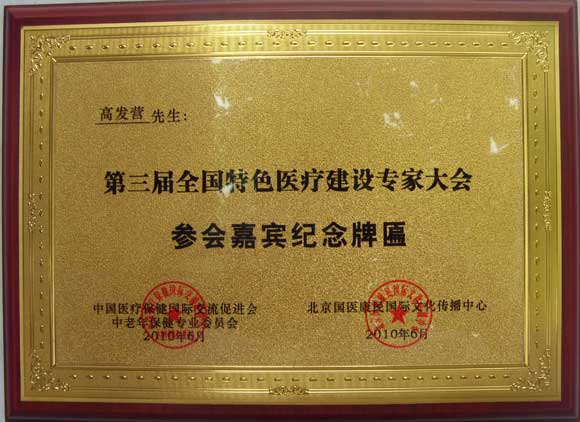 高发营 先生：
第三届全国特色医疗建设专家大会
参会嘉宾纪念牌匾
中国医疗保健国际交流促进会
中老年保健专业委员会
2010年6月
北京国医康民国际文化传播中心
2010年6月